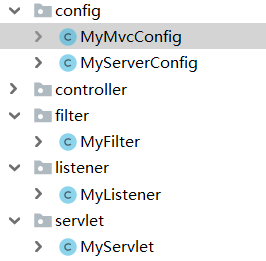 config
MyMvcConfig
MyServerConfig
controller
filter
MyFilter
listener
MyListener
servlet
MyServlet